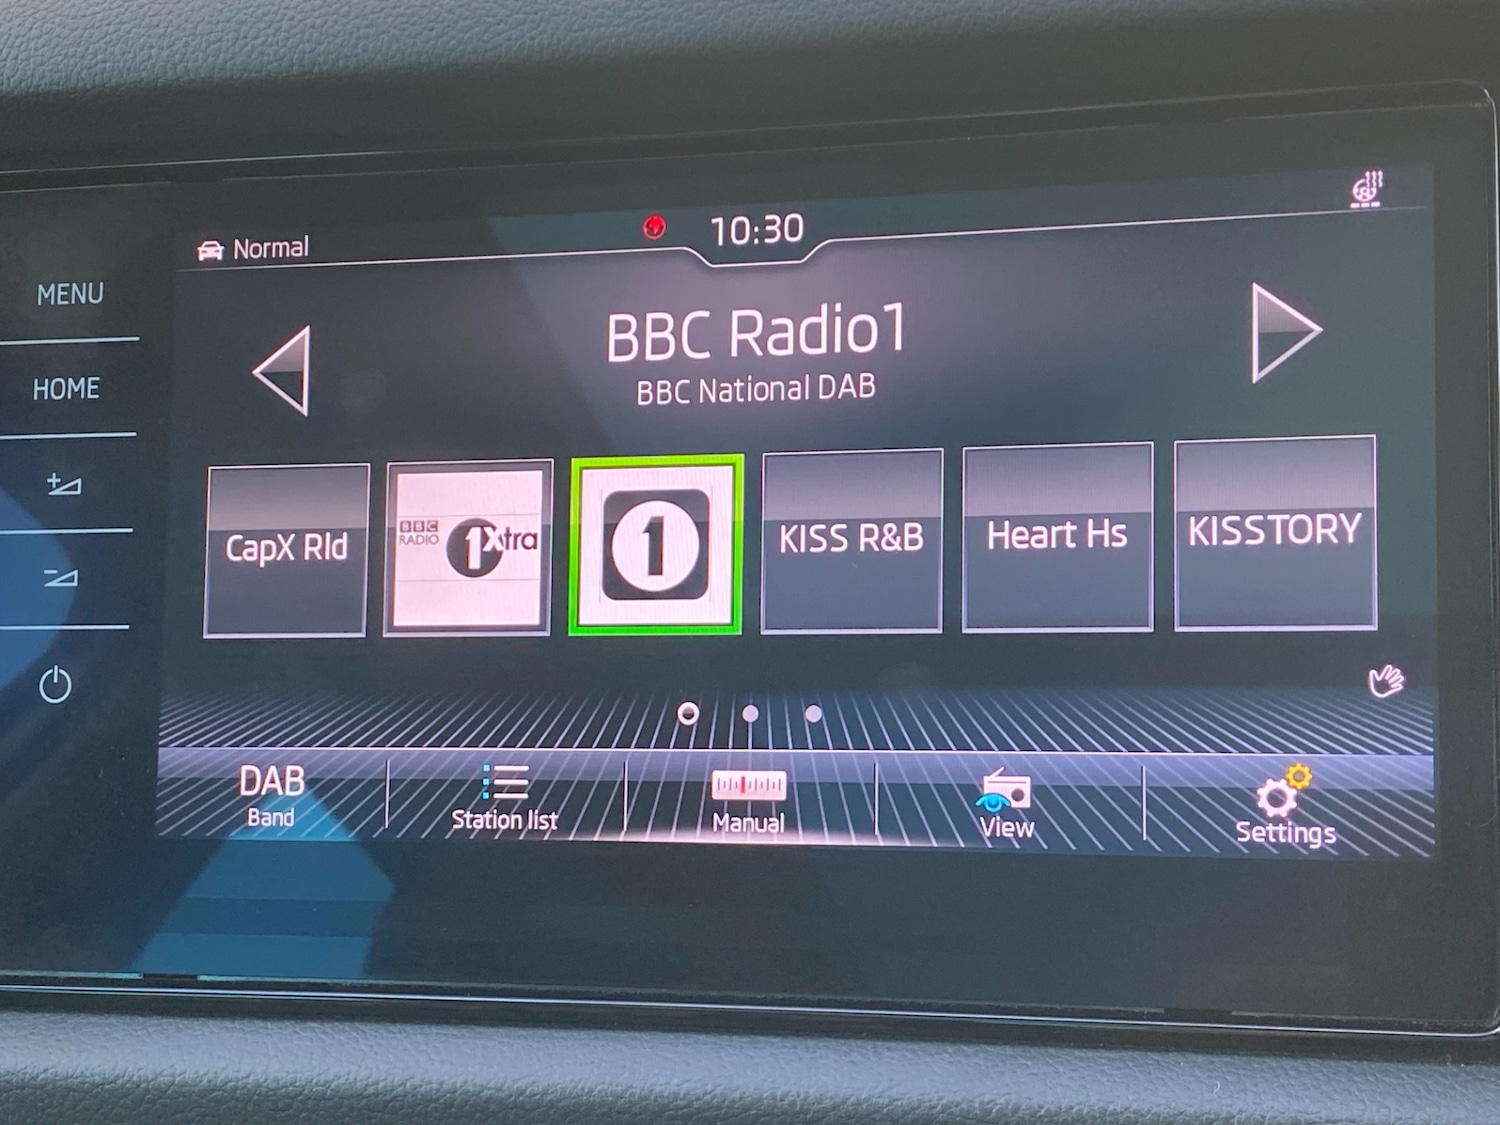 Normal
10:30
MENU
HOME
BBC Radio1
BBC National DAB
CapX Rld
BBC
RADIO
1Xtra
1
KISS R&B
Heart Hs
KISSTORY
DAB
Band
Station list
Manual
View
Settings